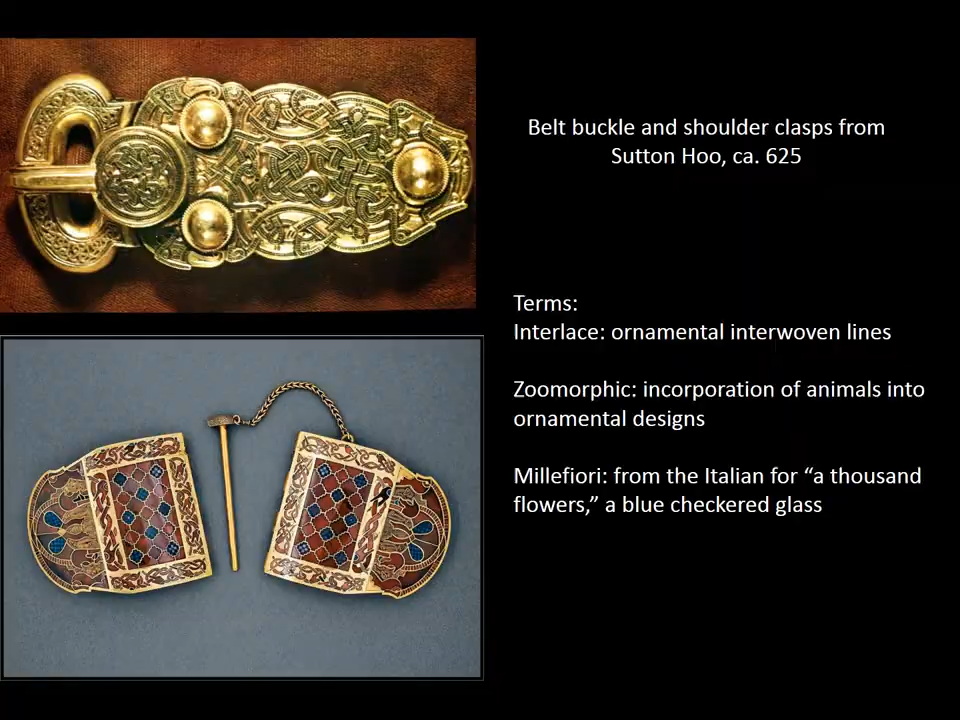 Belt buckle and shoulder clasps from
Sutton Hoo, ca. 625
Terms:
Interlace: ornamental interwoven lines
Zoomorphic: incorporation of animals into
ornamental designs
Millefiori: from the Italian for “a thousand
flowers,” a blue checkered glass